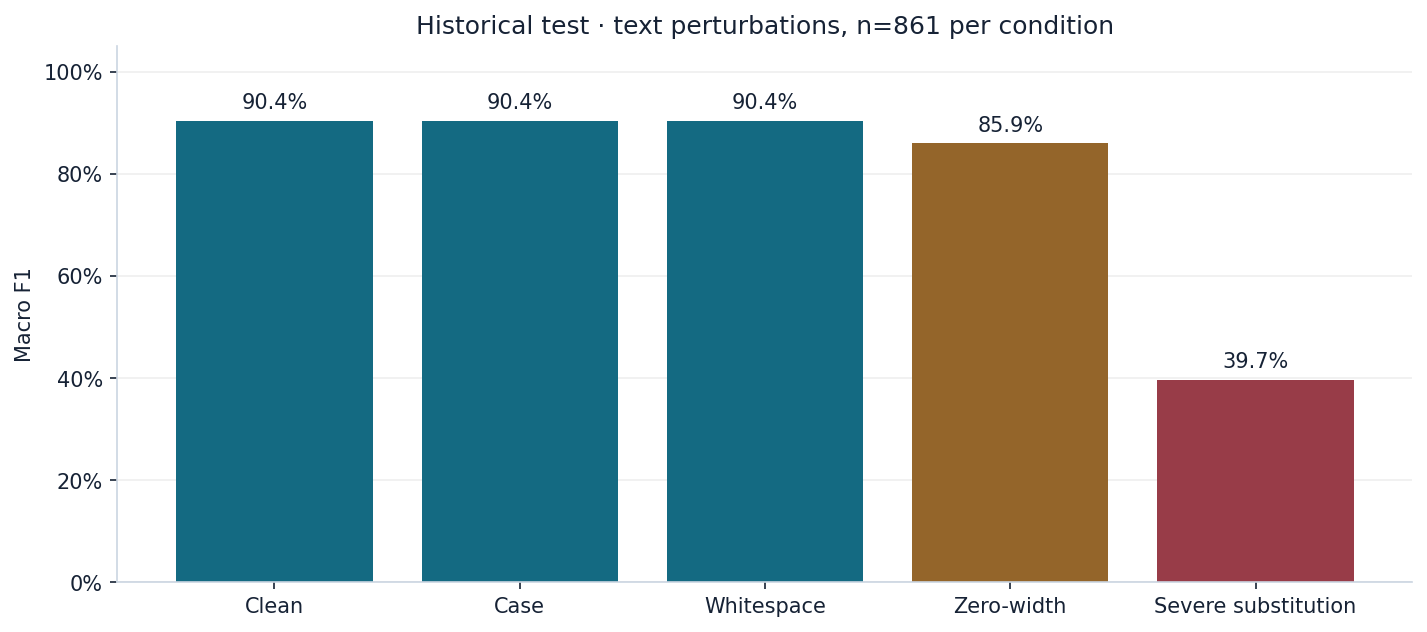 Historical test · text perturbations, n=861 per condition
Macro F1
100%
80%
60%
40%
20%
0%
90.4%
90.4%
90.4%
85.9%
39.7%
Clean
Case
Whitespace
Zero-width
Severe substitution